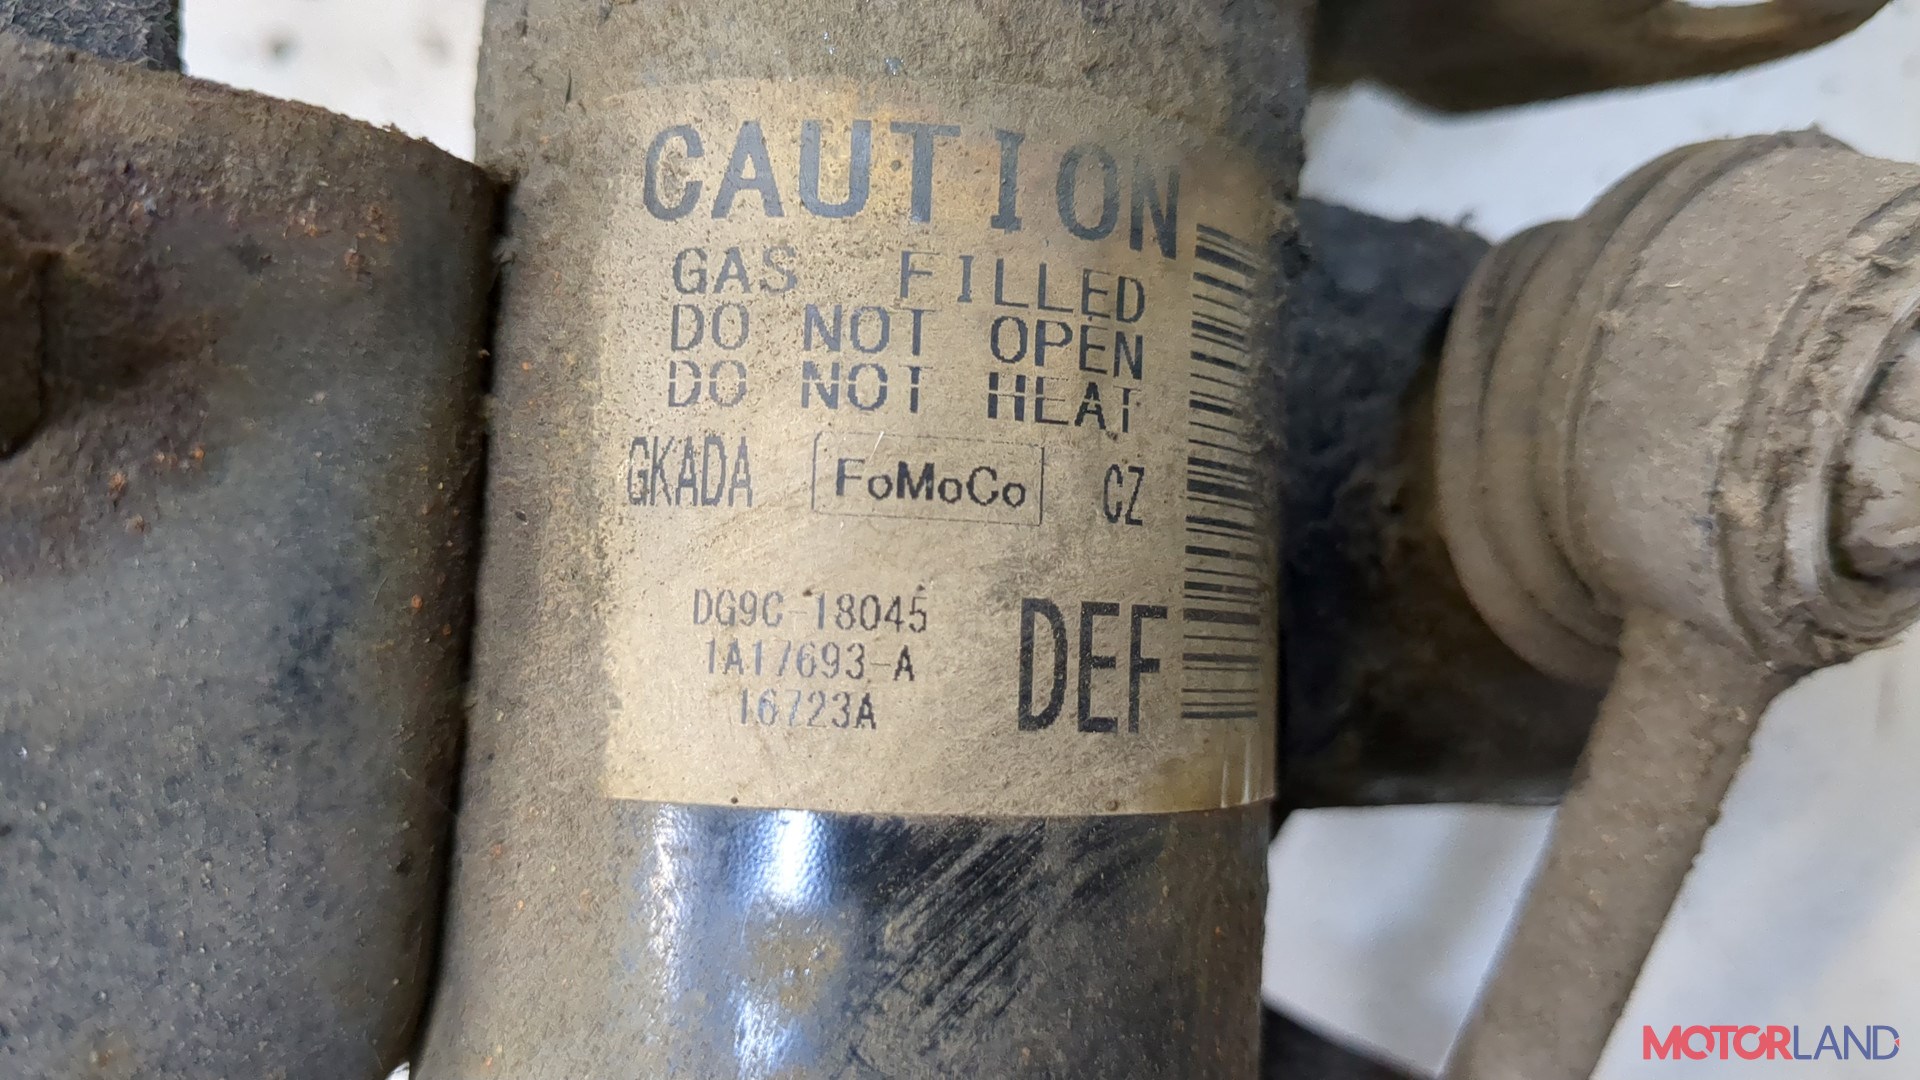 CAUTION
GAS FILLED
DO NOT OPEN
DO NOT HEAT
GKADA FoMoCo CZ
DG9C-18045
1A17693-A
16723A
DEF
MOTORLAND